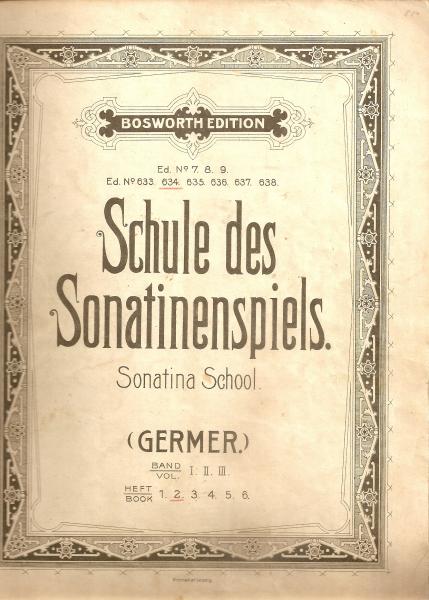 BOSWORTH EDITION
Ed. Nº 7. 8. 9.
Ed. Nº 633. 634. 635. 636. 637. 638.
Schule des
Sonatinenspiels.
Sonatina School.
(GERMER.)
BAND
VOL. I. II. III.
HEFT
BOOK 1. 2. 3. 4. 5. 6.